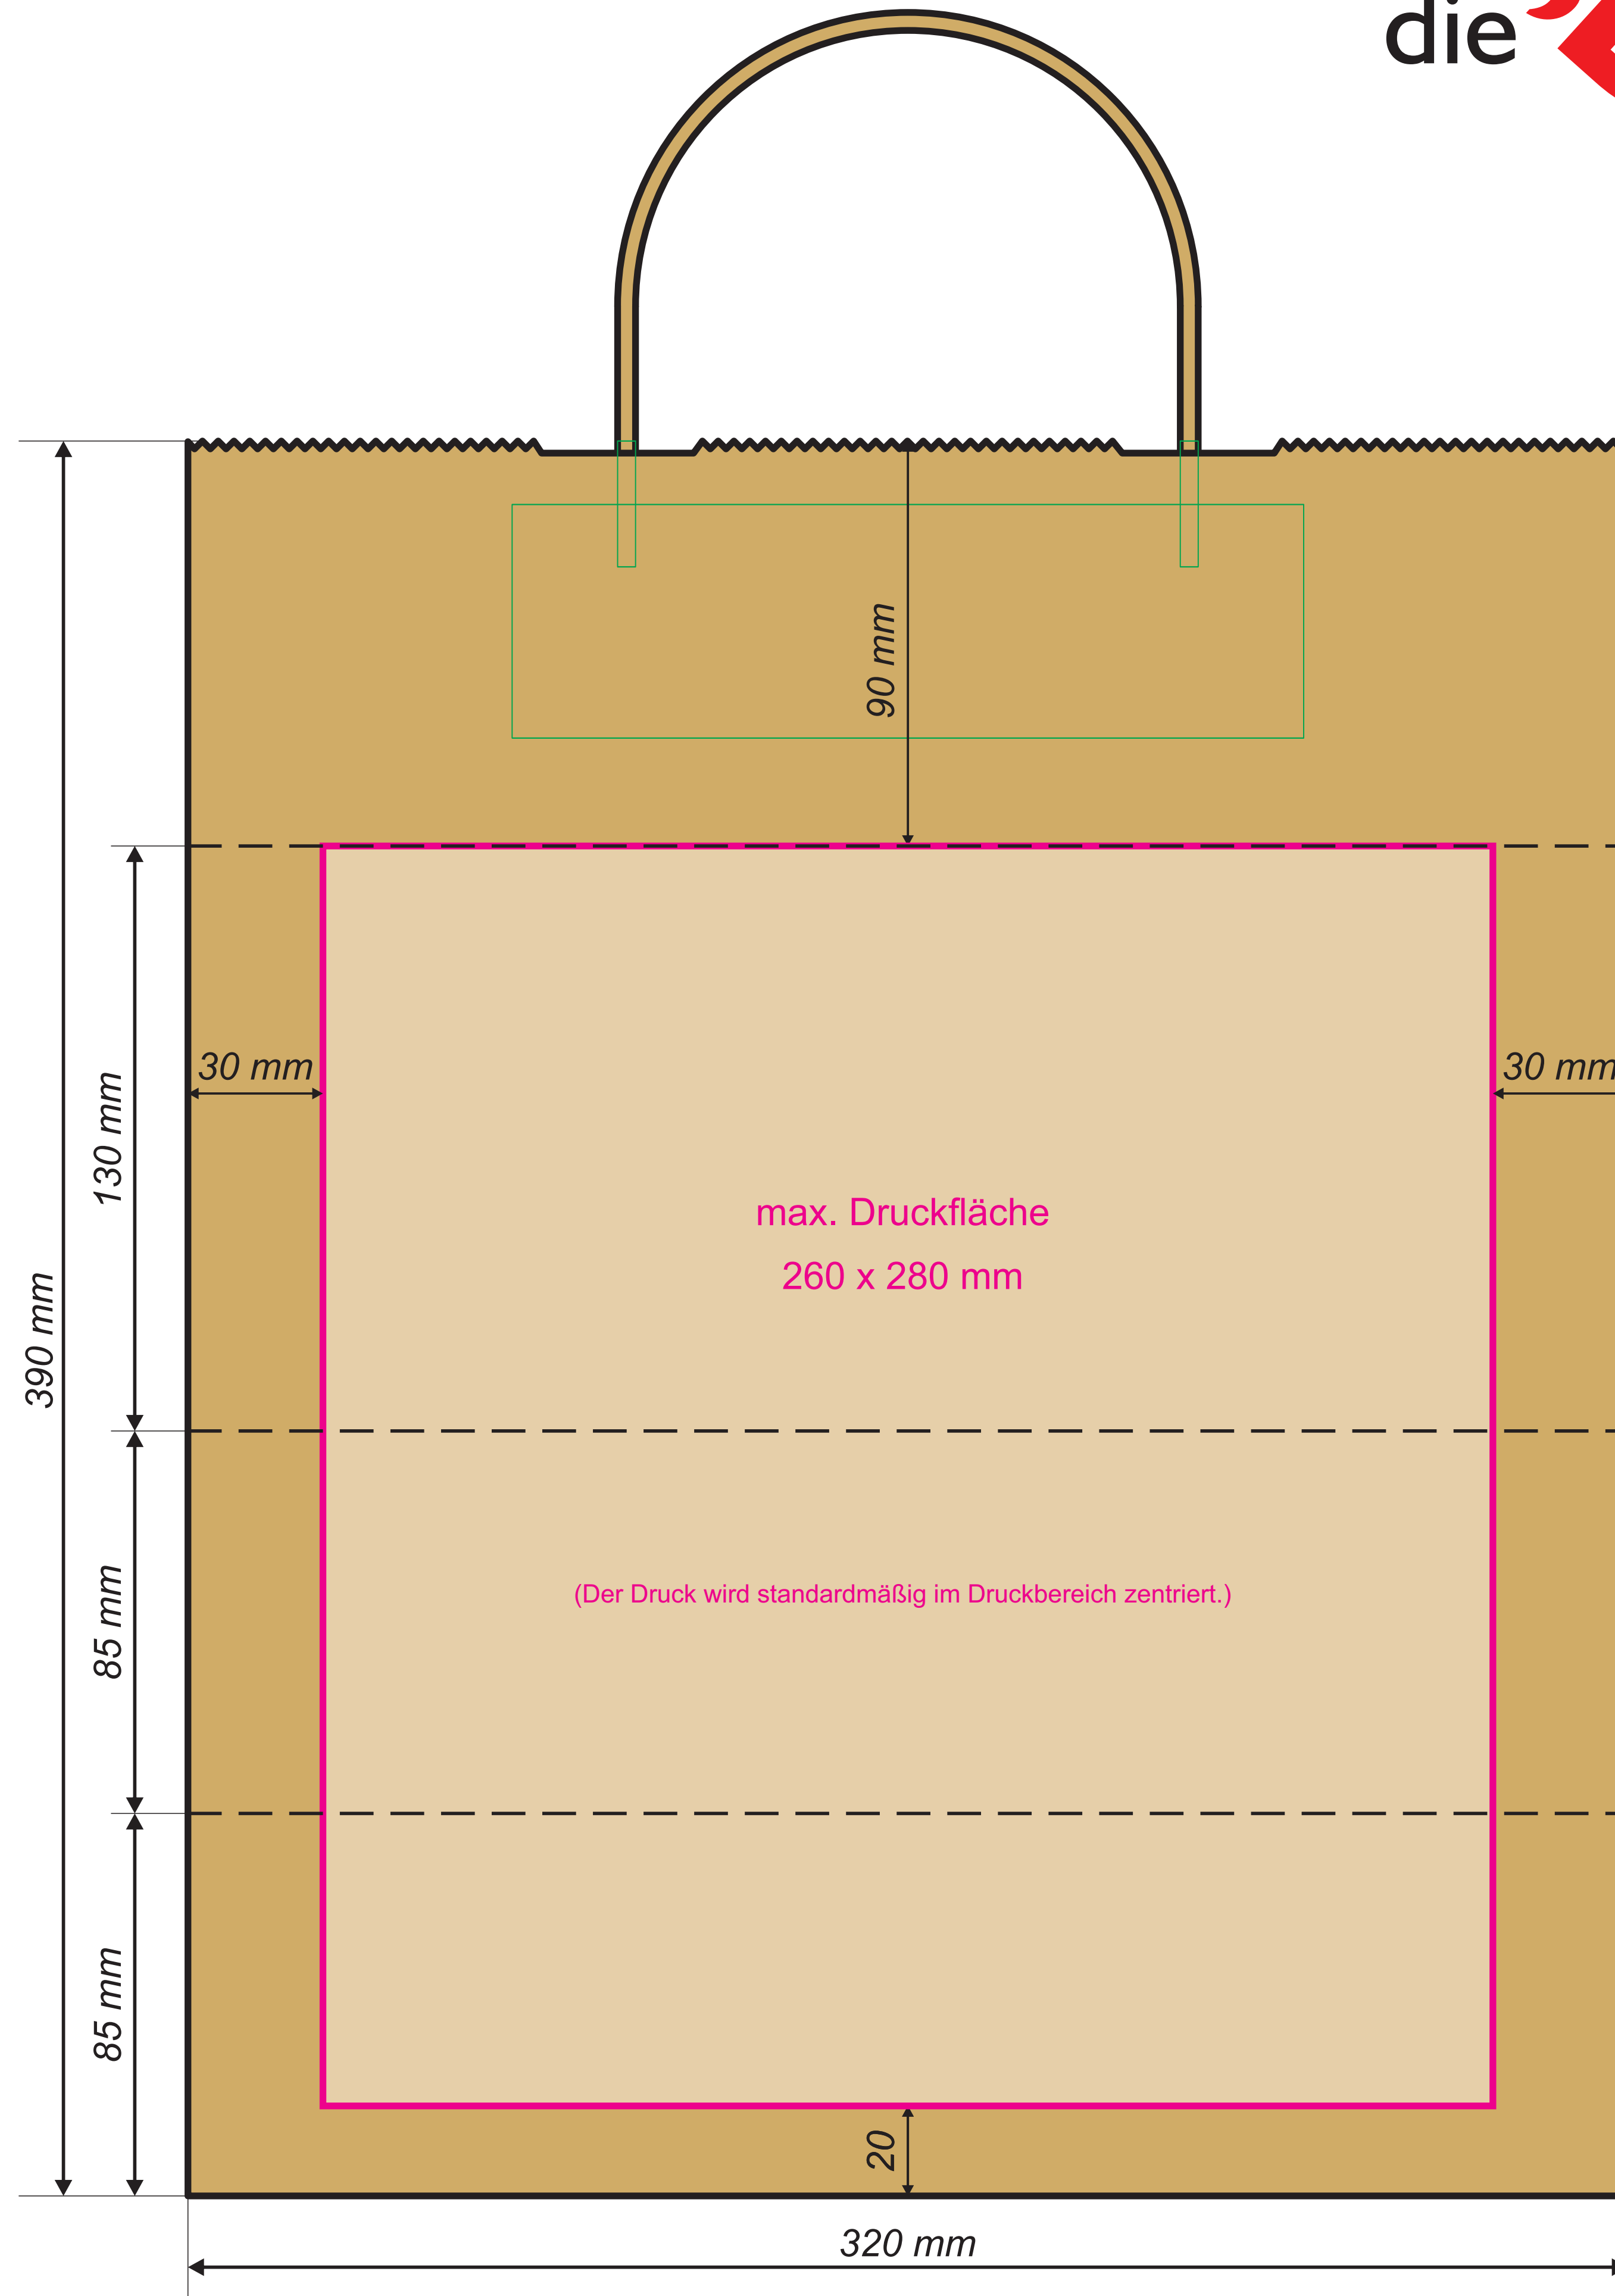 die
90 mm
30 mm
30 mm
130 mm
max. Druckfläche
260 x 280 mm
390 mm
85 mm
(Der Druck wird standardmäßig im Druckbereich zentriert.)
85 mm
20
320 mm